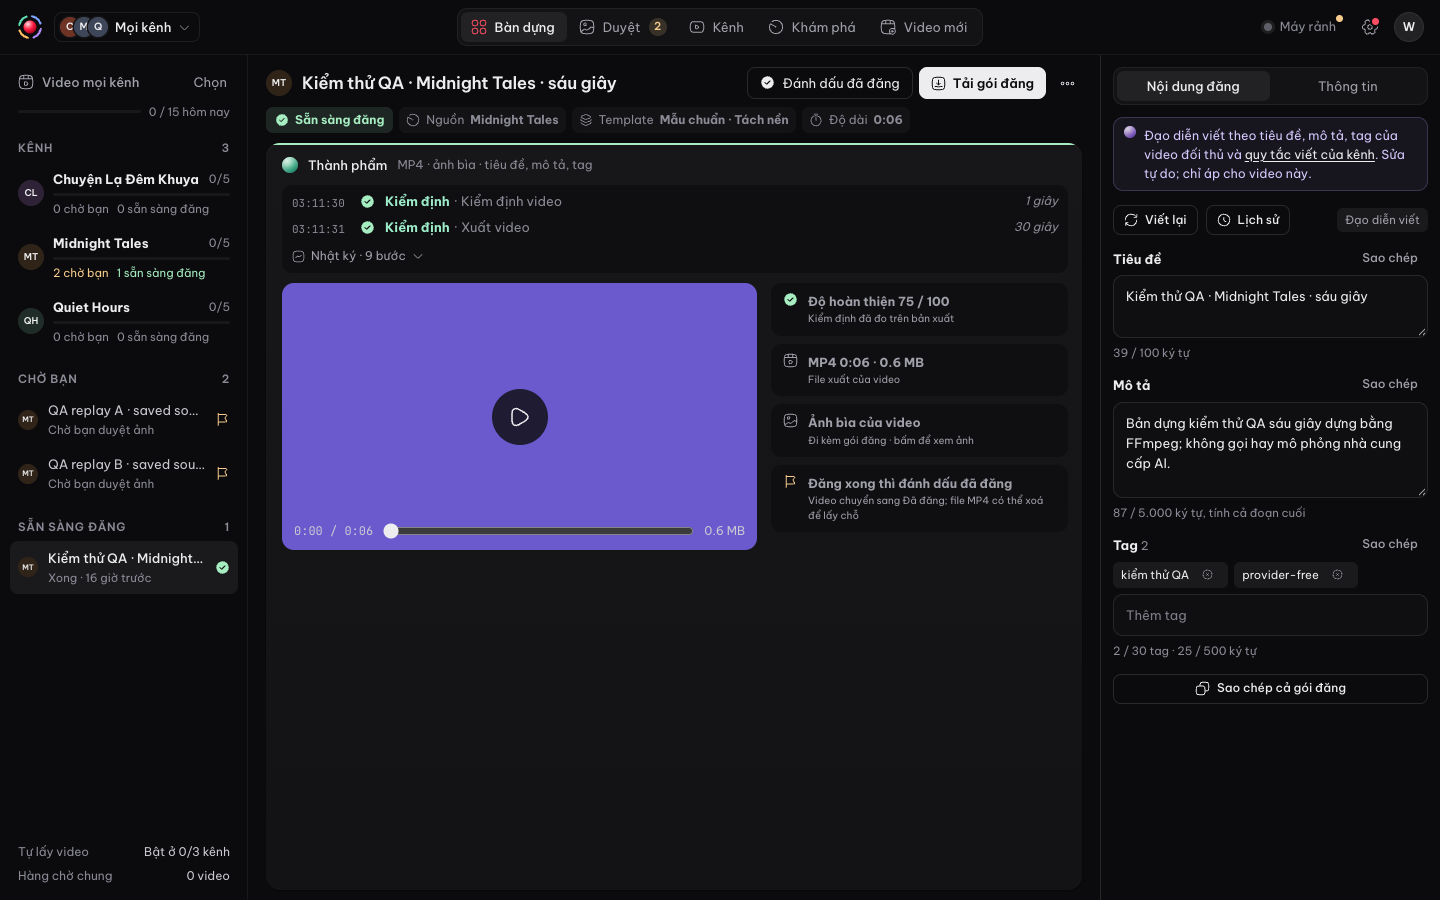 C M Q Mọi kênh
Bàn dựng
Duyệt 2
Kênh
Khám phá
Video mới
Máy rảnh
W
Video mọi kênh Chọn
0 / 15 hôm nay
KÊNH 3
CL Chuyện Lạ Đêm Khuya 0/5
0 chờ bạn 0 sẵn sàng đăng
MT Midnight Tales 0/5
2 chờ bạn 1 sẵn sàng đăng
QH Quiet Hours 0/5
0 chờ bạn 0 sẵn sàng đăng
CHỜ BẠN 2
MT QA replay A · saved so...
Chờ bạn duyệt ảnh
MT QA replay B · saved sou...
Chờ bạn duyệt ảnh
SẴN SÀNG ĐĂNG 1
MT Kiểm thử QA · Midnight...
Xong · 16 giờ trước
Tự lấy video Bật ở 0/3 kênh
Hàng chờ chung 0 video
MT Kiểm thử QA · Midnight Tales · sáu giây
Đánh dấu đã đăng
Tải gói đăng
Sẵn sàng đăng
Nguồn Midnight Tales
Template Mẫu chuẩn · Tách nền
Độ dài 0:06
Thành phẩm MP4 · ảnh bìa · tiêu đề, mô tả, tag
03:11:30 Kiểm định · Kiểm định video 1 giây
03:11:31 Kiểm định · Xuất video 30 giây
Nhật ký · 9 bước
0:00 / 0:06 0.6 MB
Độ hoàn thiện 75 / 100
Kiểm định đã đo trên bản xuất
MP4 0:06 · 0.6 MB
File xuất của video
Ảnh bìa của video
Đi kèm gói đăng · bấm để xem ảnh
Đăng xong thì đánh dấu đã đăng
Video chuyển sang Đã đăng; file MP4 có thể xoá
để lấy chỗ
Nội dung đăng
Thông tin
Đạo diễn viết theo tiêu đề, mô tả, tag của
video đối thủ và quy tắc viết của kênh. Sửa
tự do; chỉ áp cho video này.
Viết lại
Lịch sử
Đạo diễn viết
Tiêu đề Sao chép
Kiểm thử QA · Midnight Tales · sáu giây
39 / 100 ký tự
Mô tả Sao chép
Bản dựng kiểm thử QA sáu giây dựng bằng
FFmpeg; không gọi hay mô phỏng nhà cung
cấp AI.
87 / 5.000 ký tự, tính cả đoạn cuối
Tag 2 Sao chép
kiểm thử QA
provider-free
Thêm tag
2 / 30 tag · 25 / 500 ký tự
Sao chép cả gói đăng